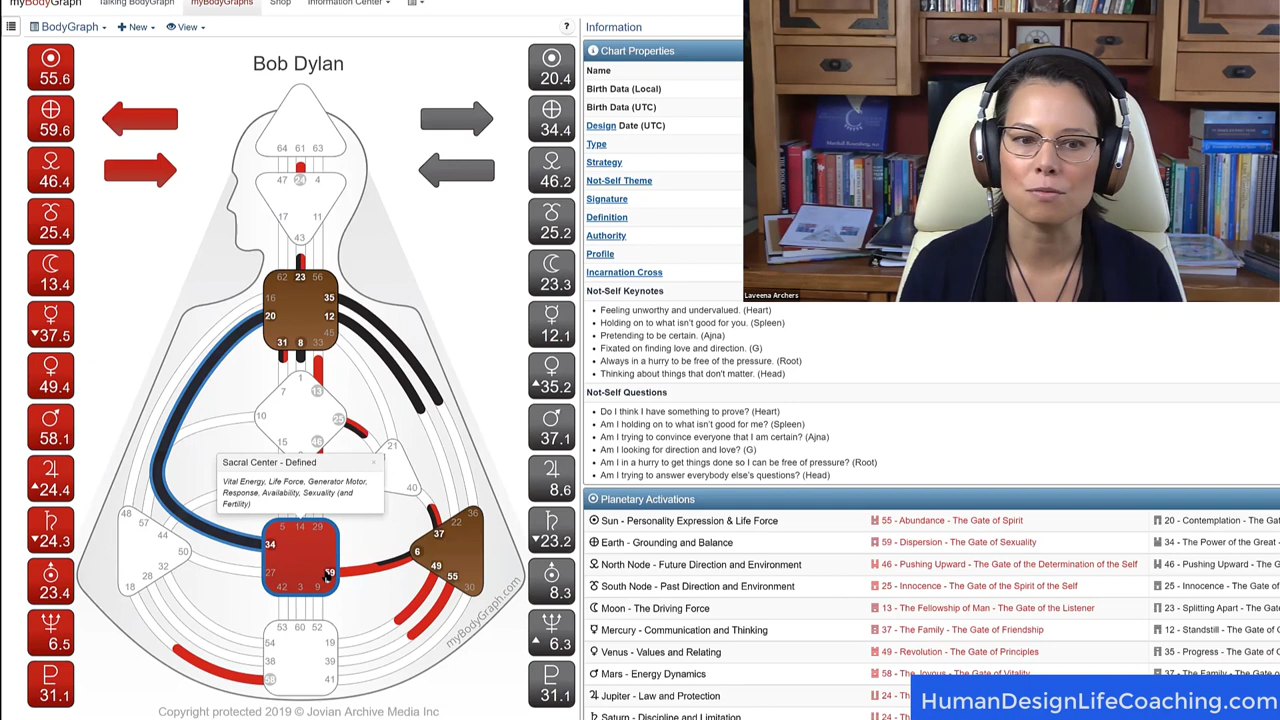 myBodyGraph
Talking BodyGraph
myBodyGraphs
Shop
Information Center
BodyGraph
New
View
?
Information
Chart Properties
Name
Birth Data (Local)
Birth Data (UTC)
Design Date (UTC)
Type
Strategy
Not-Self Theme
Signature
Definition
Authority
Profile
Incarnation Cross
Not-Self Keynotes
• Feeling unworthy and undervalued. (Heart)
• Holding on to what isn't good for you. (Spleen)
• Pretending to be certain. (Ajna)
• Fixated on finding love and direction. (G)
• Always in a hurry to be free of the pressure. (Root)
• Thinking about things that don't matter. (Head)
Not-Self Questions
• Do I think I have something to prove? (Heart)
• Am I holding on to what isn't good for me? (Spleen)
• Am I trying to convince everyone that I am certain? (Ajna)
• Am I looking for direction and love? (G)
• Am I in a hurry to get things done so I can be free of pressure? (Root)
• Am I trying to answer everybody else's questions? (Head)
Planetary Activations
Sun - Personality Expression & Life Force 55 - Abundance - The Gate of Spirit 20 - Contemplation - The Ga
Earth - Grounding and Balance 59 - Dispersion - The Gate of Sexuality 34 - The Power of the Great -
North Node - Future Direction and Environment 46 - Pushing Upward - The Gate of the Determination of the Self 46 - Pushing Upward - The G
South Node - Past Direction and Environment 25 - Innocence - The Gate of the Spirit of the Self 25 - Innocence - The Gate of
Moon - The Driving Force 13 - The Fellowship of Man - The Gate of the Listener 23 - Splitting Apart - The Gat
Mercury - Communication and Thinking 37 - The Family - The Gate of Friendship 12 - Standstill - The Gate of
Venus - Values and Relating 49 - Revolution - The Gate of Principles 35 - Progress - The Gate of
Mars - Energy Dynamics 58 - The Joyous - The Gate of Vitality 37 - The Family - The Gate of
Jupiter - Law and Protection 24 - Th
Saturn - Discipline and Limitation 24 - Th
Bob Dylan
55.6
59.6
46.4
25.4
13.4
37.5
49.4
58.1
24.4
24.3
23.4
6.5
31.1
20.4
34.4
46.2
25.2
23.3
12.1
35.2
37.1
8.6
23.2
8.3
6.3
31.1
64 61 63
47 24 4
17 11
43
62 23 56
16 35
20 12
45
31 8 33
1
7 13
10 25
15 46
21
40
Sacral Center - Defined
×
Vital Energy, Life Force, Generator Motor,
Response, Availability, Sexuality (and
Fertility)
5 14 29
34
27 59
42 3 9
48
57
44
50
32
28
18
36
22
37
6
49
55
30
53 60 52
54 19
38 39
58 41
myBodyGraph.com
Copyright protected 2019 © Jovian Archive Media Inc
Laveena Archers
HumanDesignLifeCoaching.com